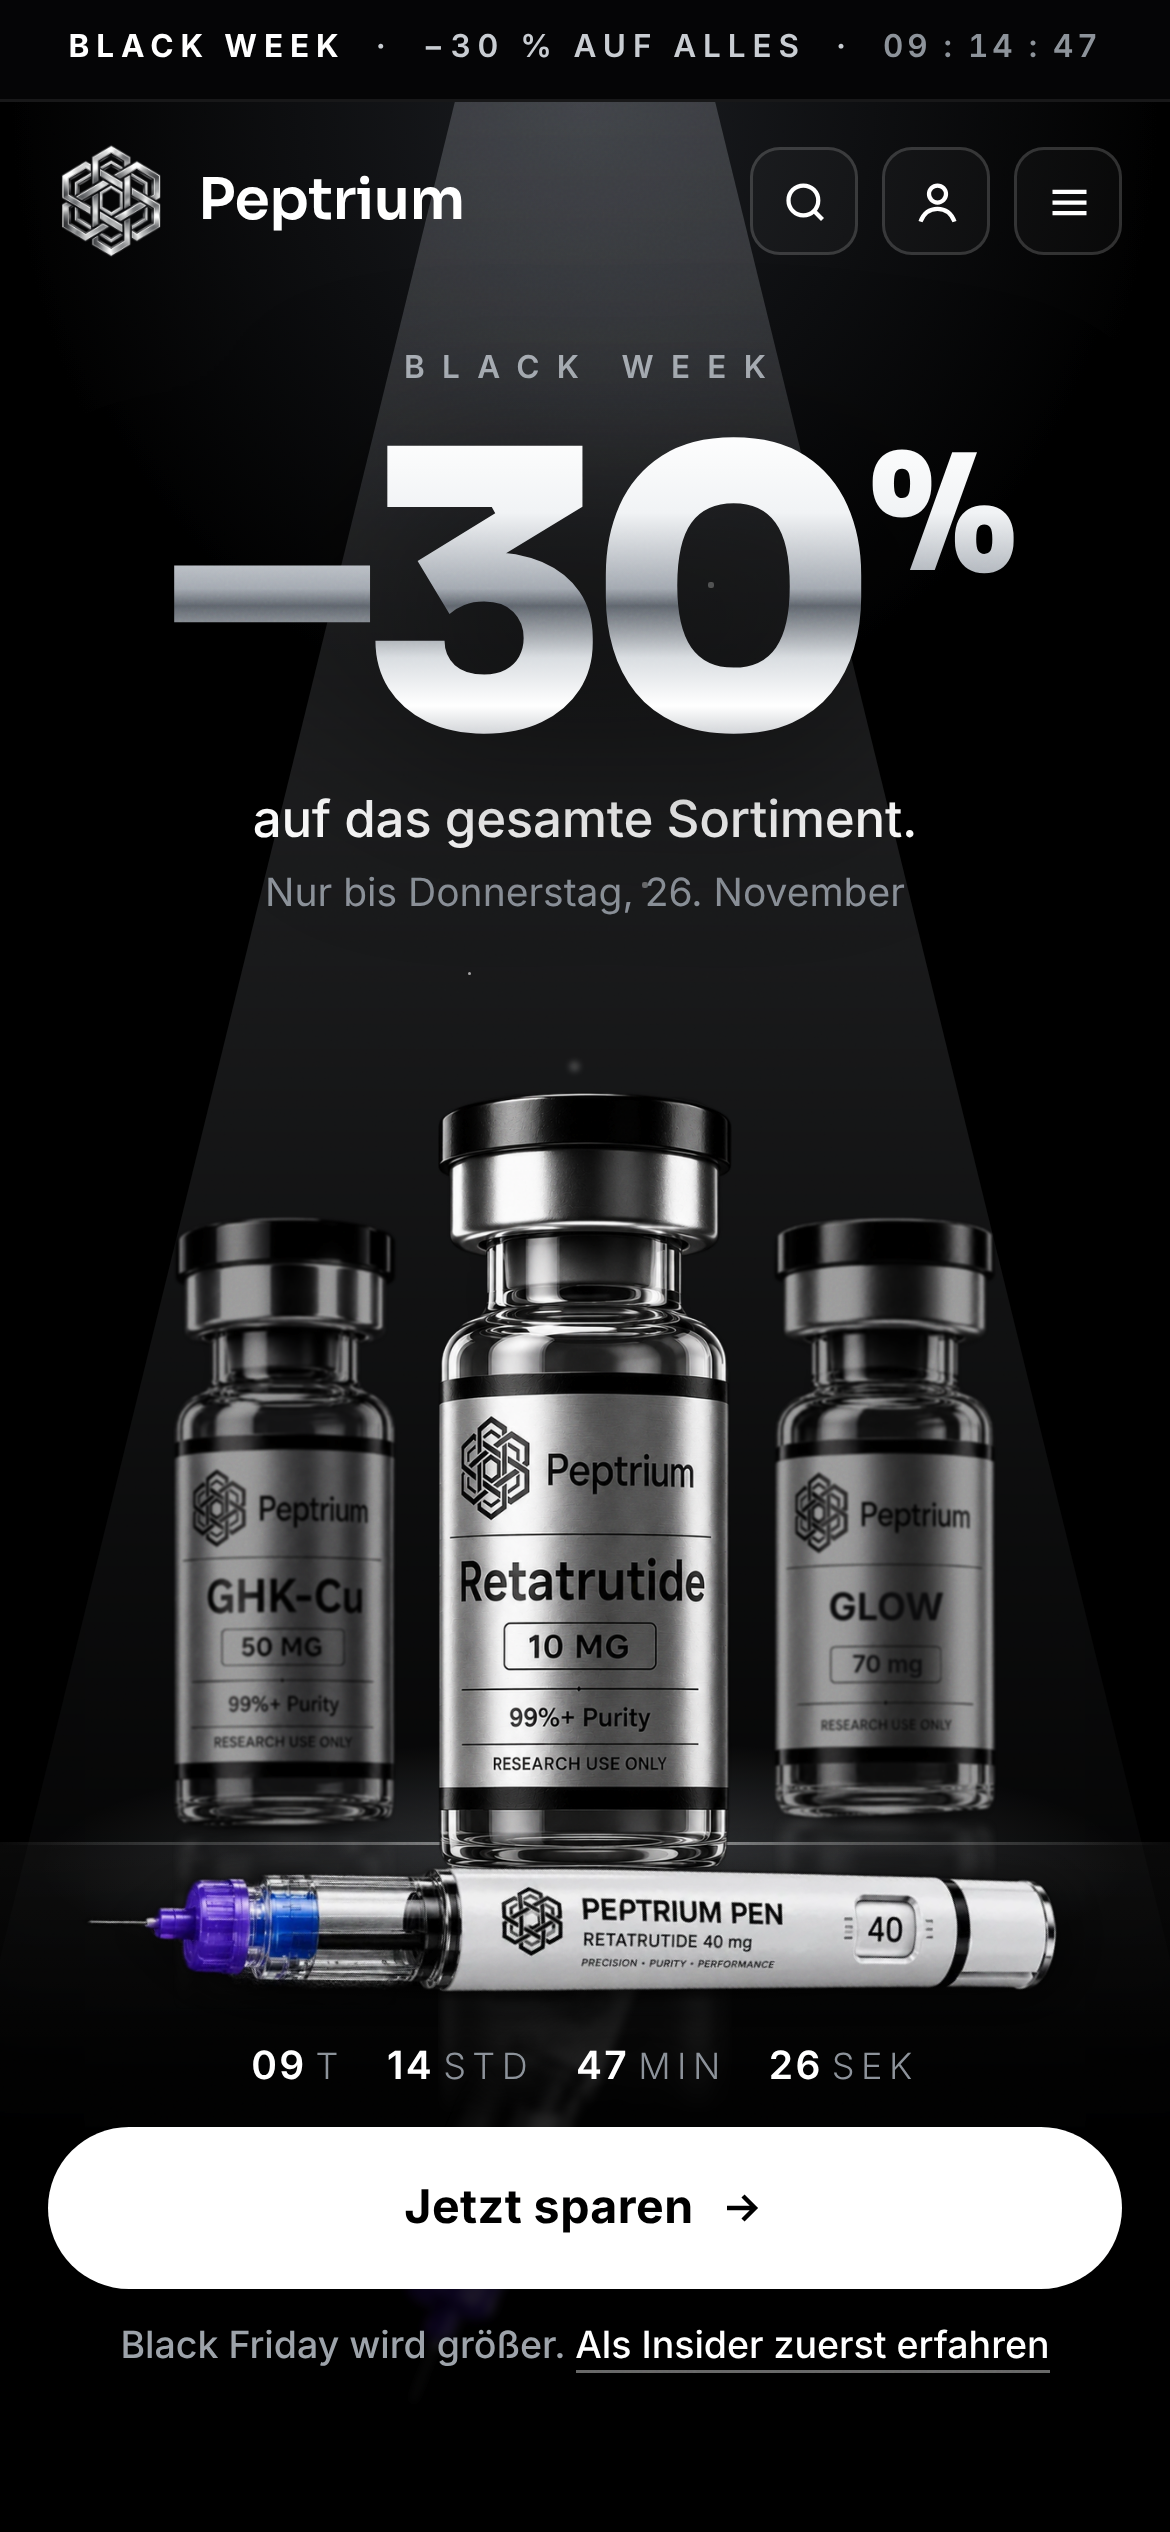 BLACK WEEK · –30 % AUF ALLES · 09 : 14 : 47
Peptrium
BLACK WEEK
–30%
auf das gesamte Sortiment.
Nur bis Donnerstag, 26. November
Peptrium
GHK-Cu
50 MG
99%+ Purity
RESEARCH USE ONLY
Peptrium
Retatrutide
10 MG
99%+ Purity
RESEARCH USE ONLY
Peptrium
GLOW
70 mg
RESEARCH USE ONLY
PEPTRIUM PEN
RETATRUTIDE 40 mg
PRECISION • PURITY • PERFORMANCE
40
09 T 14 STD 47 MIN 26 SEK
Jetzt sparen →
Black Friday wird größer. Als Insider zuerst erfahren